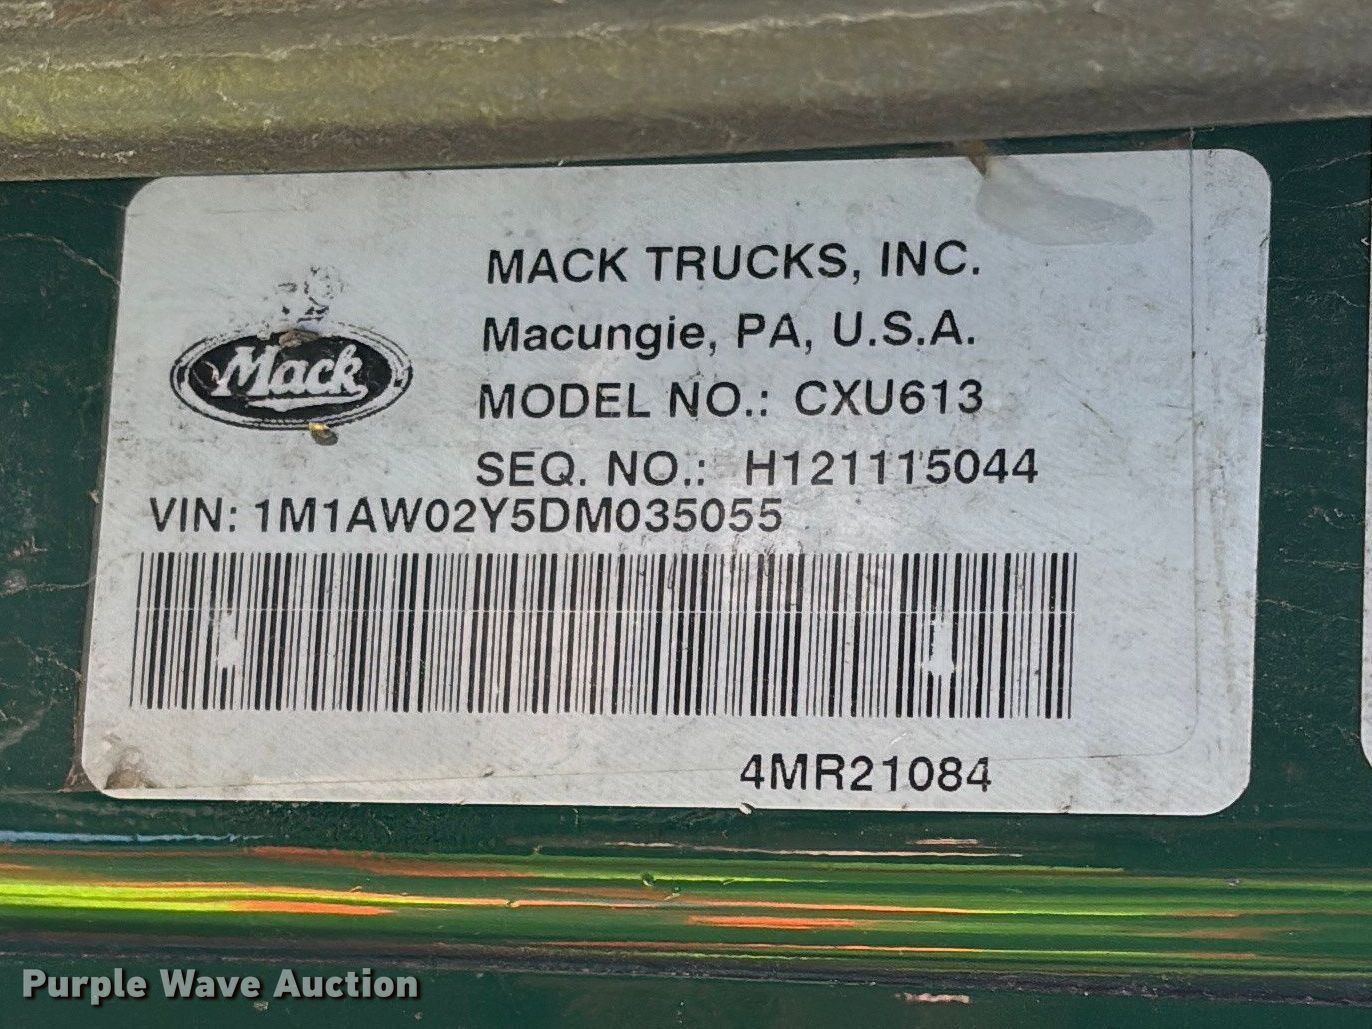 MACK TRUCKS, INC.
Macungie, PA, U.S.A.
Mack
MODEL NO.: CXU613
SEQ. NO.: H121115044
VIN: 1M1AW02Y5DM035055
4MR21084
Purple Wave Auction